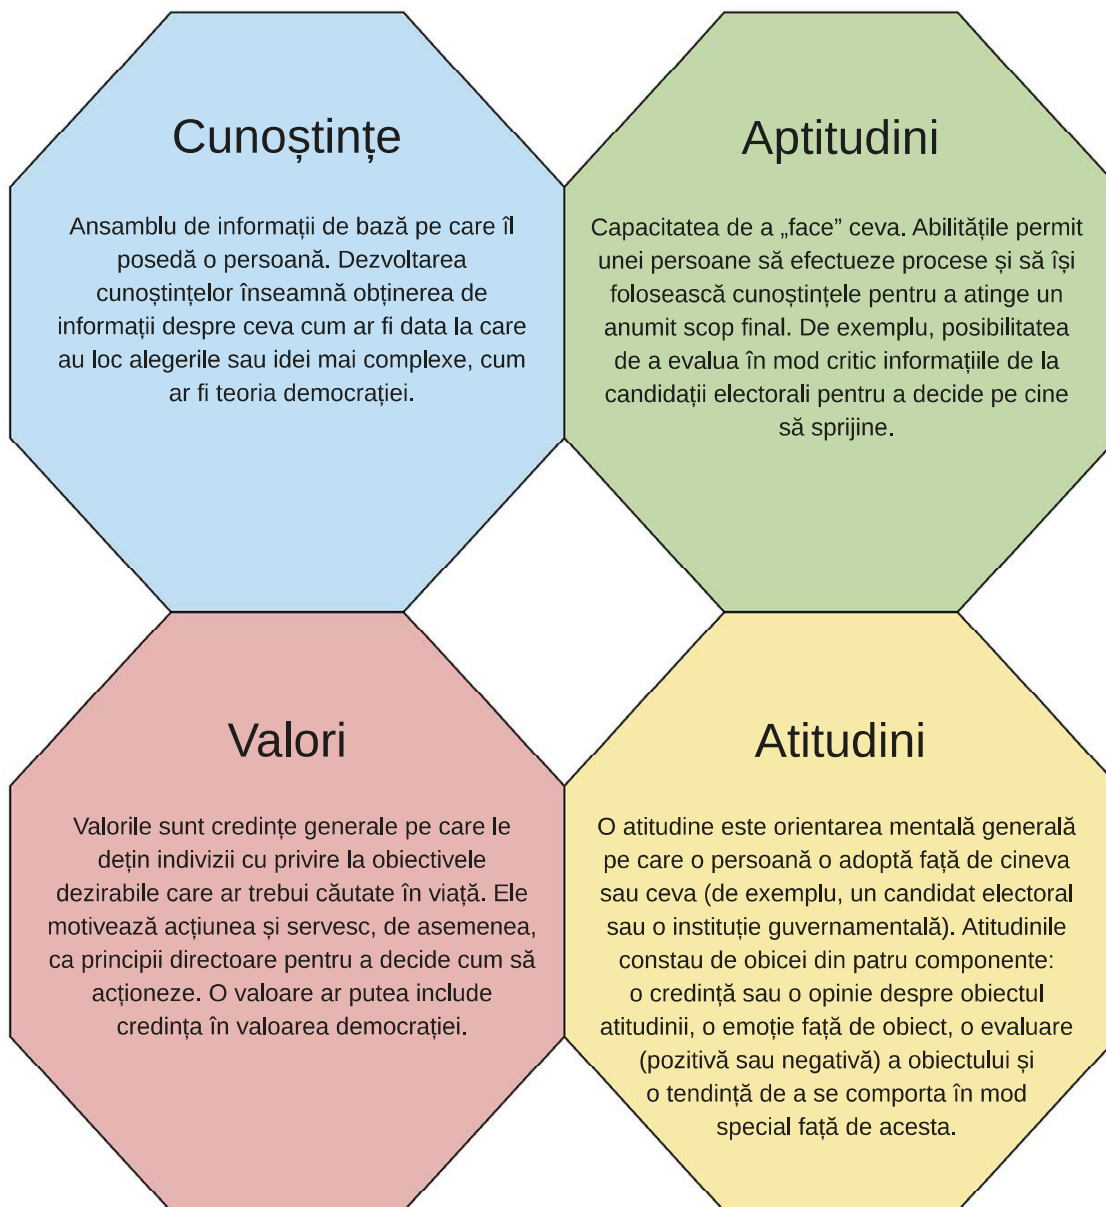 Cunoștințe
Ansamblu de informații de bază pe care îl
posedă o persoană. Dezvoltarea
cunoștințelor înseamnă obținerea de
informații despre ceva cum ar fi data la care
au loc alegerile sau idei mai complexe, cum
ar fi teoria democrației.
Aptitudini
Capacitatea de a „face” ceva. Abilitățile permit
unei persoane să efectueze procese și să își
folosească cunoștințele pentru a atinge un
anumit scop final. De exemplu, posibilitatea
de a evalua în mod critic informațiile de la
candidații electorali pentru a decide pe cine
să sprijine.
Valori
Valorile sunt credințe generale pe care le
dețin indivizii cu privire la obiectivele
dezirabile care ar trebui căutate în viață. Ele
motivează acțiunea și servesc, de asemenea,
ca principii directoare pentru a decide cum să
acționeze. O valoare ar putea include
credința în valoarea democrației.
Atitudini
O atitudine este orientarea mentală generală
pe care o persoană o adoptă față de cineva
sau ceva (de exemplu, un candidat electoral
sau o instituție guvernamentală). Atitudinile
constau de obicei din patru componente:
o credință sau o opinie despre obiectul
atitudinii, o emoție față de obiect, o evaluare
(pozitivă sau negativă) a obiectului și
o tendință de a se comporta în mod
special față de acesta.